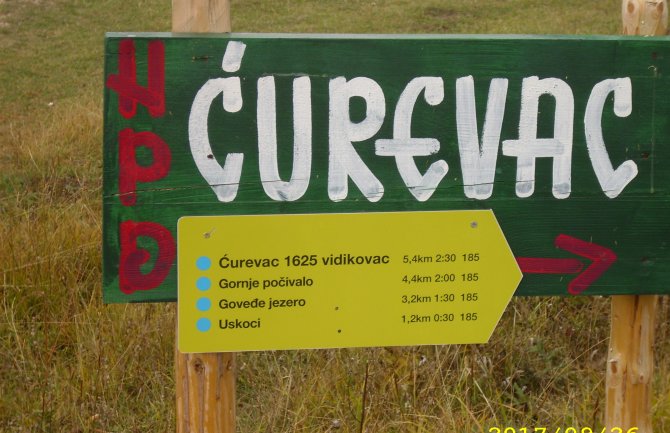 HPD
ĆUREVAC
Ćurevac 1625 vidikovac 5,4km 2:30 185
Gornje počivalo 4,4km 2:00 185
Goveđe jezero 3,2km 1:30 185
Uskoci 1,2km 0:30 185